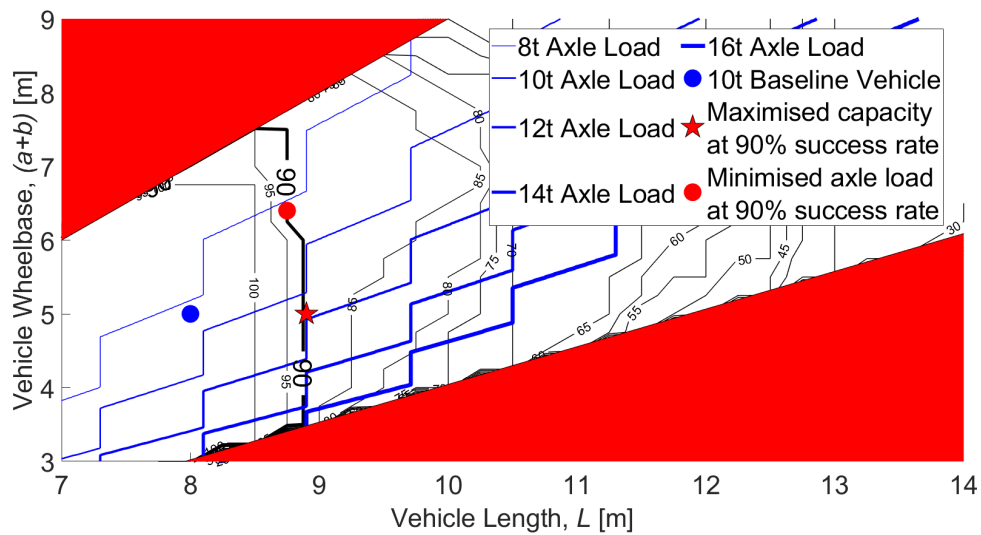 9
8
7
6
5
4
3
Vehicle Wheelbase, (a+b) [m]
7 8 9 10 11 12 13 14
Vehicle Length, L [m]
8t Axle Load
10t Axle Load
12t Axle Load
14t Axle Load
16t Axle Load
10t Baseline Vehicle
Maximised capacity
at 90% success rate
Minimised axle load
at 90% success rate
80
85
95
90
100
98
80
75
70
60
50
45
30
55
65
95
90